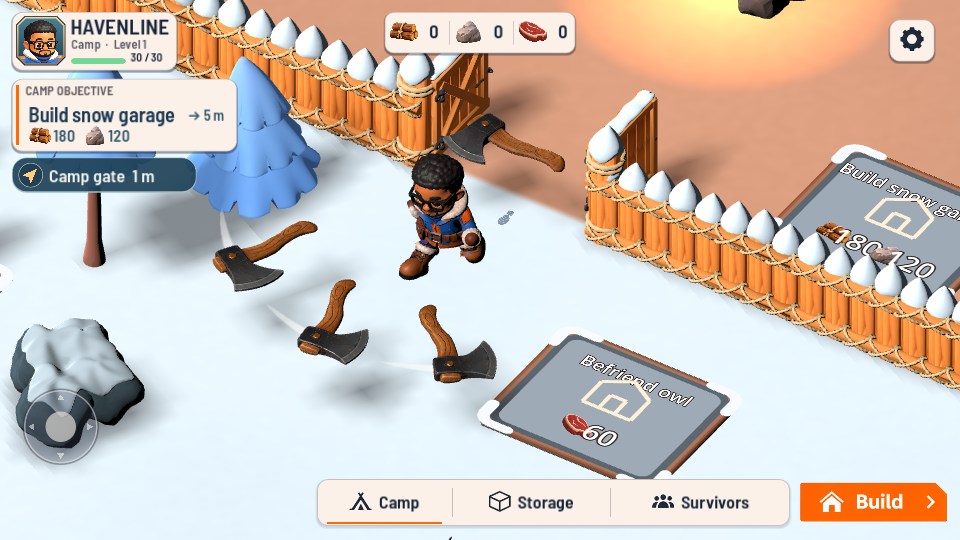 HAVENLINE
Camp · Level 1
30 / 30
0
0
0
CAMP OBJECTIVE
Build snow garage → 5 m
180 120
Camp gate 1 m
Build snow ga
180 120
Befriend owl
60
Camp
Storage
Survivors
Build